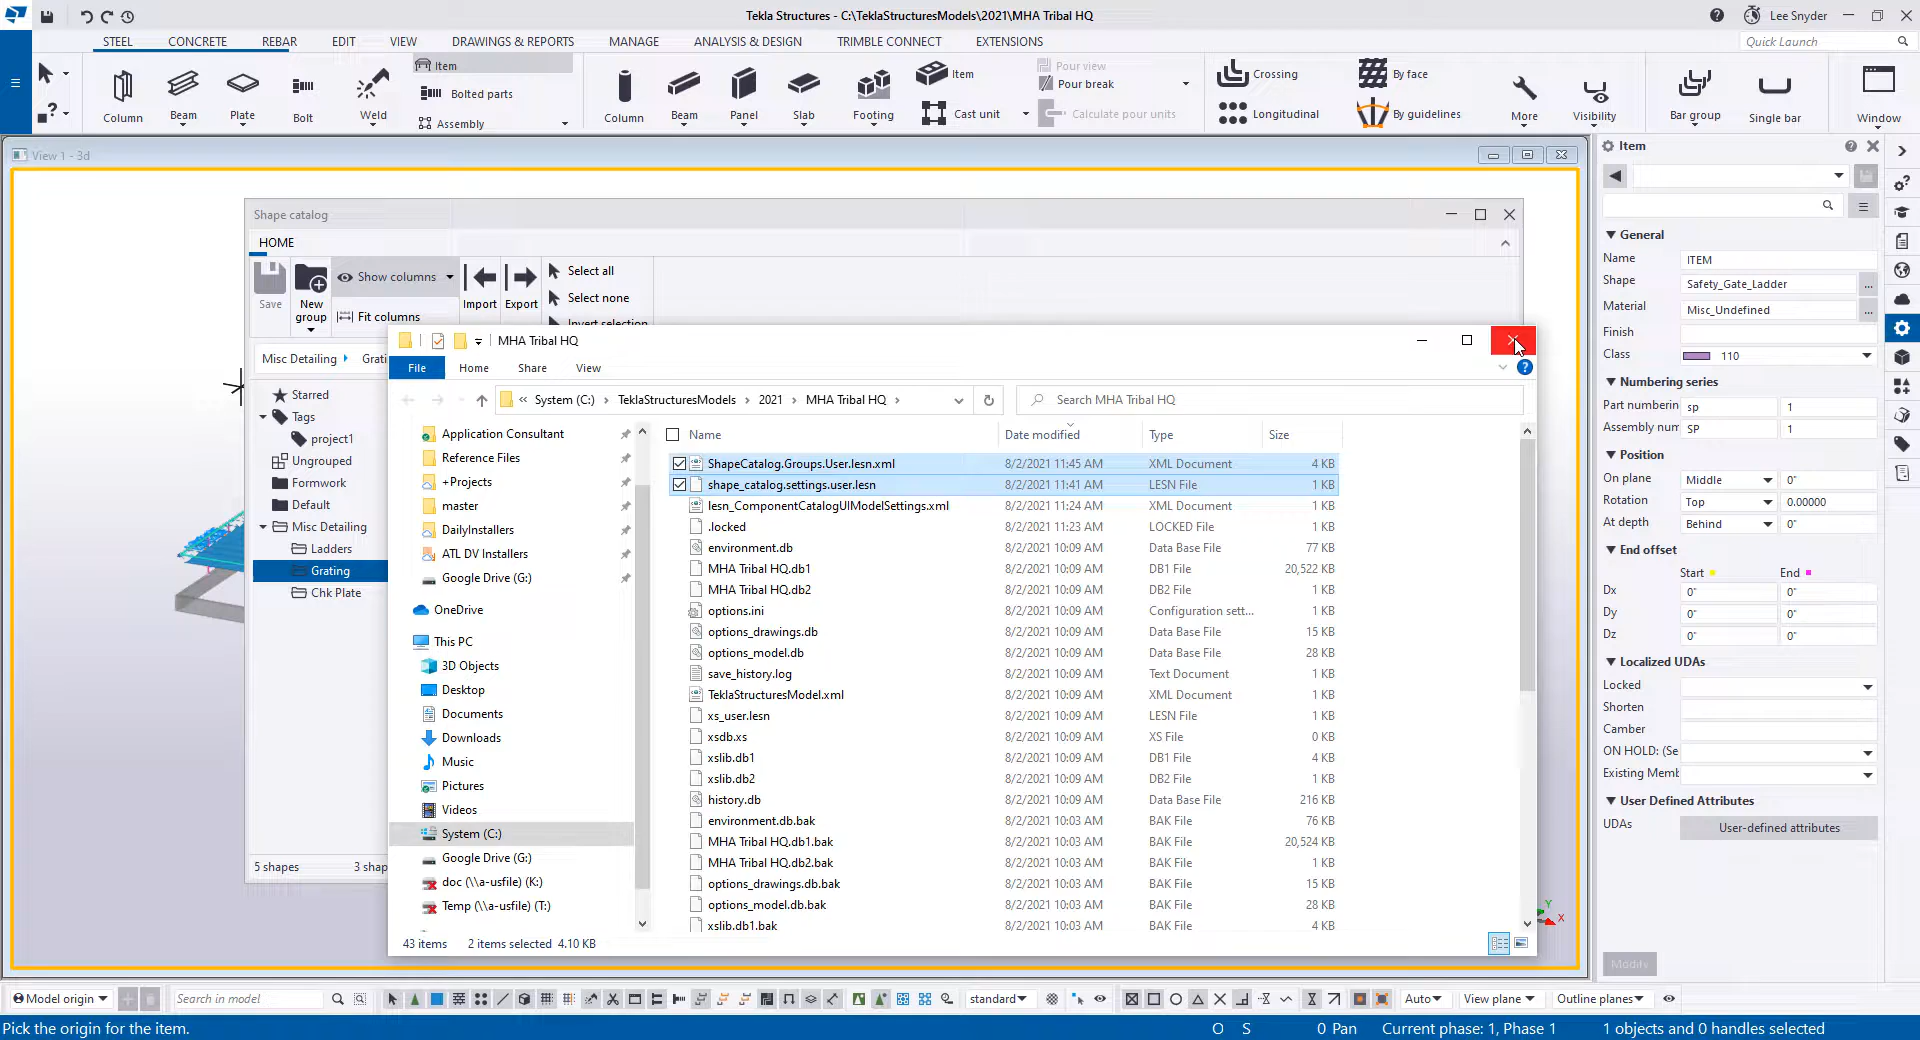 Tekla Structures - C:\TeklaStructuresModels\2021\MHA Tribal HQ
Lee Snyder
STEEL CONCRETE REBAR EDIT VIEW DRAWINGS & REPORTS MANAGE ANALYSIS & DESIGN TRIMBLE CONNECT EXTENSIONS
Quick Launch
Item
Bolted parts
Assembly
Column Beam Plate Bolt Weld
Column Beam Panel Slab Footing
Item
Cast unit
Pour view
Pour break
Calculate pour units
Crossing
Longitudinal
By face
By guidelines
More Visibility
Bar group Single bar
Window
View 1 - 3d
Shape catalog
HOME
Save
New group
Show columns
Fit columns
Import Export
Select all
Select none
Invert selection
Misc Detailing Grati
Starred
Tags
project1
Ungrouped
Formwork
Default
Misc Detailing
Ladders
Grating
Chk Plate
5 shapes 3 shap
MHA Tribal HQ
File Home Share View
« System (C:) > TeklaStructuresModels > 2021 > MHA Tribal HQ >
Search MHA Tribal HQ
Application Consultant
Reference Files
+Projects
master
DailyInstallers
ATL DV Installers
Google Drive (G:)
OneDrive
This PC
3D Objects
Desktop
Documents
Downloads
Music
Pictures
Videos
System (C:)
Google Drive (G:)
doc (\\a-usfile) (K:)
Temp (\\a-usfile) (T:)
Name Date modified Type Size
ShapeCatalog.Groups.User.lesn.xml 8/2/2021 11:45 AM XML Document 4 KB
shape_catalog.settings.user.lesn 8/2/2021 11:41 AM LESN File 1 KB
lesn_ComponentCatalogUIModelSettings.xml 8/2/2021 11:24 AM XML Document 1 KB
.locked 8/2/2021 11:23 AM LOCKED File 1 KB
environment.db 8/2/2021 10:09 AM Data Base File 77 KB
MHA Tribal HQ.db1 8/2/2021 10:09 AM DB1 File 20,522 KB
MHA Tribal HQ.db2 8/2/2021 10:09 AM DB2 File 1 KB
options.ini 8/2/2021 10:09 AM Configuration sett... 1 KB
options_drawings.db 8/2/2021 10:09 AM Data Base File 15 KB
options_model.db 8/2/2021 10:09 AM Data Base File 28 KB
save_history.log 8/2/2021 10:09 AM Text Document 1 KB
TeklaStructuresModel.xml 8/2/2021 10:09 AM XML Document 1 KB
xs_user.lesn 8/2/2021 10:09 AM LESN File 1 KB
xsdb.xs 8/2/2021 10:09 AM XS File 0 KB
xslib.db1 8/2/2021 10:09 AM DB1 File 4 KB
xslib.db2 8/2/2021 10:09 AM DB2 File 1 KB
history.db 8/2/2021 10:09 AM Data Base File 216 KB
environment.db.bak 8/2/2021 10:03 AM BAK File 76 KB
MHA Tribal HQ.db1.bak 8/2/2021 10:03 AM BAK File 20,524 KB
MHA Tribal HQ.db2.bak 8/2/2021 10:03 AM BAK File 1 KB
options_drawings.db.bak 8/2/2021 10:03 AM BAK File 15 KB
options_model.db.bak 8/2/2021 10:03 AM BAK File 28 KB
xslib.db1.bak 8/2/2021 10:03 AM BAK File 4 KB
43 items 2 items selected 4.10 KB
Y
X
Item
General
Name ITEM
Shape Safety_Gate_Ladder ...
Material Misc_Undefined ...
Finish
Class 110
Numbering series
Part numberin sp 1
Assembly num SP 1
Position
On plane Middle 0"
Rotation Top 0.00000
At depth Behind 0"
End offset
Start End
Dx 0" 0"
Dy 0" 0"
Dz 0" 0"
Localized UDAs
Locked
Shorten
Camber
ON HOLD: (Se
Existing Memb
User Defined Attributes
UDAs User-defined attributes
Modify
Model origin Search in model standard Auto View plane Outline planes
Pick the origin for the item. O S 0 Pan Current phase: 1, Phase 1 1 objects and 0 handles selected